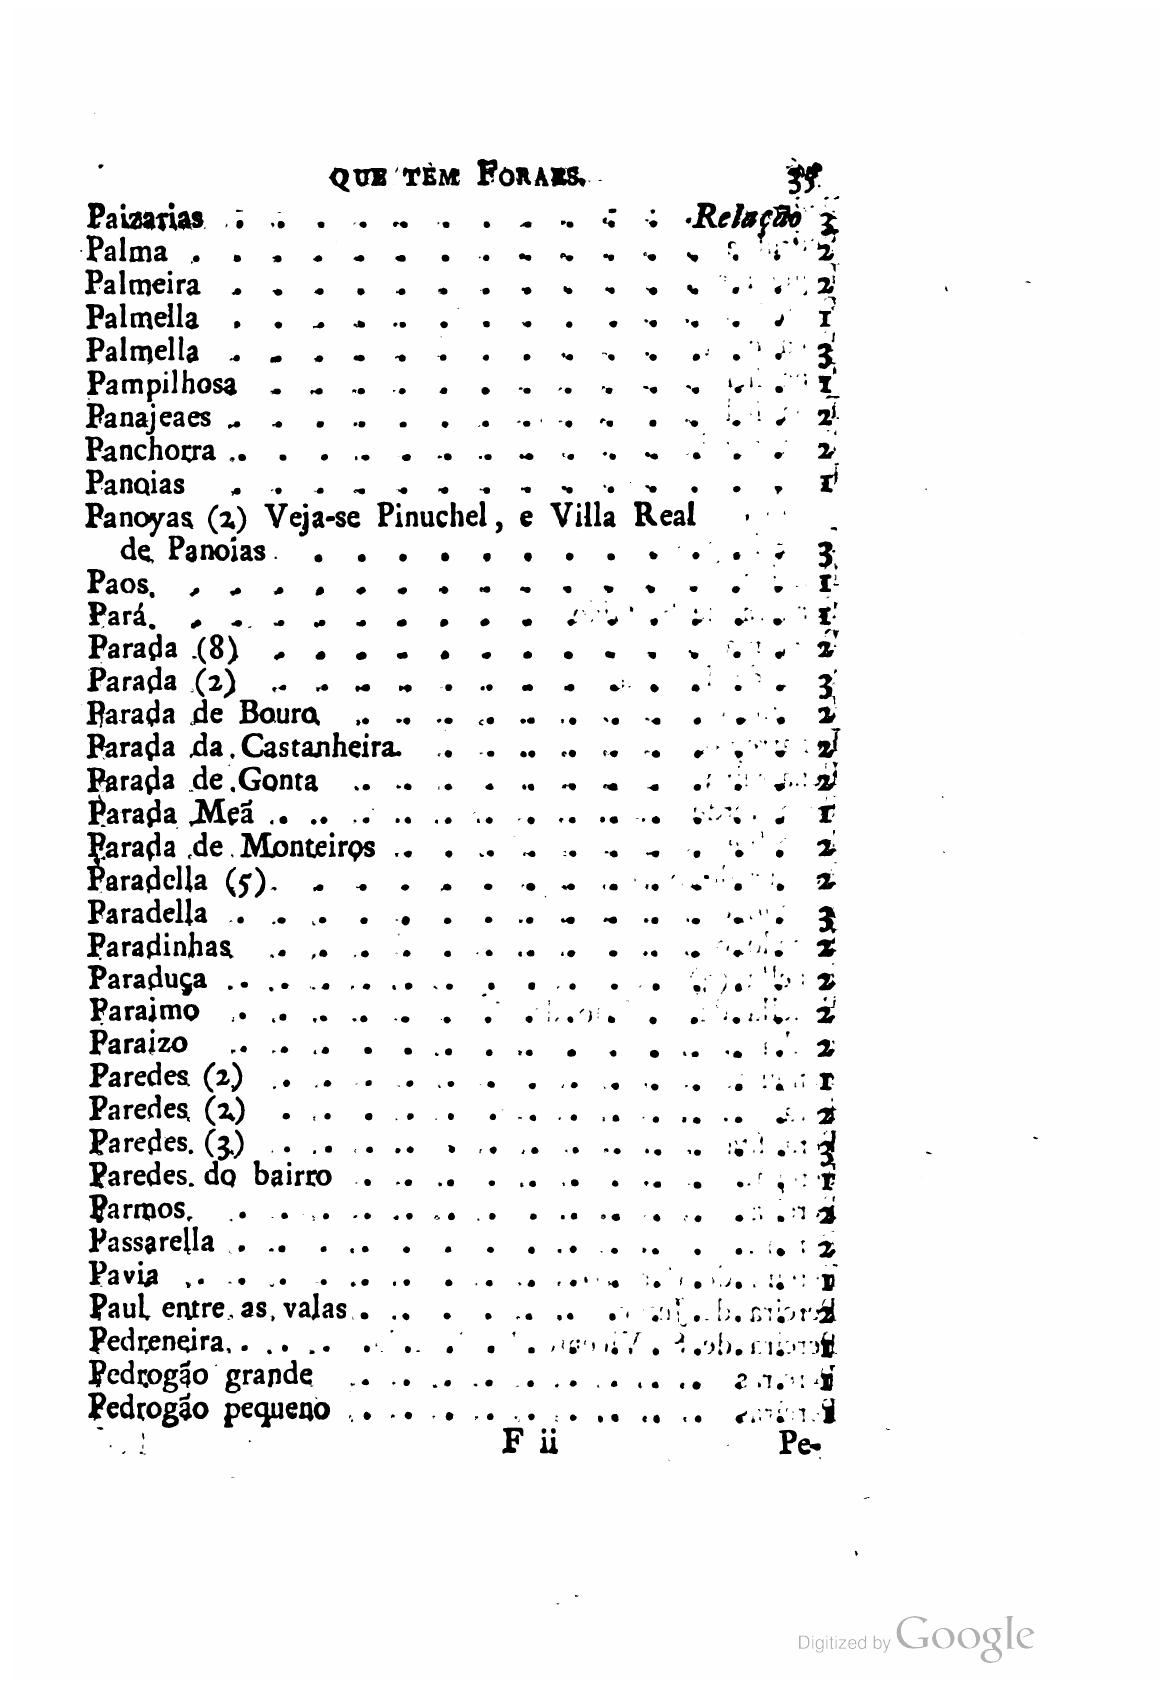 QUE TÈM FORAES. 35
Paizarias . . . . . . . . . . . Relação 3
Palma . . . . . . . . . . . . . . . 2
Palmeira . . . . . . . . . . . . . . 2
Palmella . . . . . . . . . . . . . . 1
Palmella . . . . . . . . . . . . . . 3
Pampilhosa . . . . . . . . . . . . . 1
Panajeaes . . . . . . . . . . . . . . 2
Panchorra . . . . . . . . . . . . . . 2
Panoias . . . . . . . . . . . . . . 1
Panoyas (2) Veja-se Pinuchel, e Villa Real
de Panoias . . . . . . . . . . . . 3
Paos. . . . . . . . . . . . . . . . 1
Pará. . . . . . . . . . . . . . . . 1
Parada (8) . . . . . . . . . . . . . 2
Parada (2) . . . . . . . . . . . . . 3
Parada de Bouro . . . . . . . . . . . 2
Parada da Castanheira . . . . . . . . . 2
Parada de Gonta . . . . . . . . . . . 2
Parada Meã . . . . . . . . . . . . . 1
Parada de Monteiros . . . . . . . . . . 2
Paradella (5) . . . . . . . . . . . . 2
Paradella . . . . . . . . . . . . . . 3
Paradinhas . . . . . . . . . . . . . 2
Paraduça . . . . . . . . . . . . . . 2
Paraimo . . . . . . . . . . . . . . 2
Paraizo . . . . . . . . . . . . . . 2
Paredes (2) . . . . . . . . . . . . . 1
Paredes (2) . . . . . . . . . . . . . 2
Paredes (3) . . . . . . . . . . . . . 3
Paredes do bairro . . . . . . . . . . . 1
Parmos . . . . . . . . . . . . . . 2
Passarella . . . . . . . . . . . . . . 2
Pavia . . . . . . . . . . . . . . . 1
Paul entre as valas . . . . . . . . . . 2
Pedreneira . . . . . . . . . . . . . . 1
Pedrogão grande . . . . . . . . . . . 1
Pedrogão pequeno . . . . . . . . . . . 1
F ii Pe-
Digitized by Google